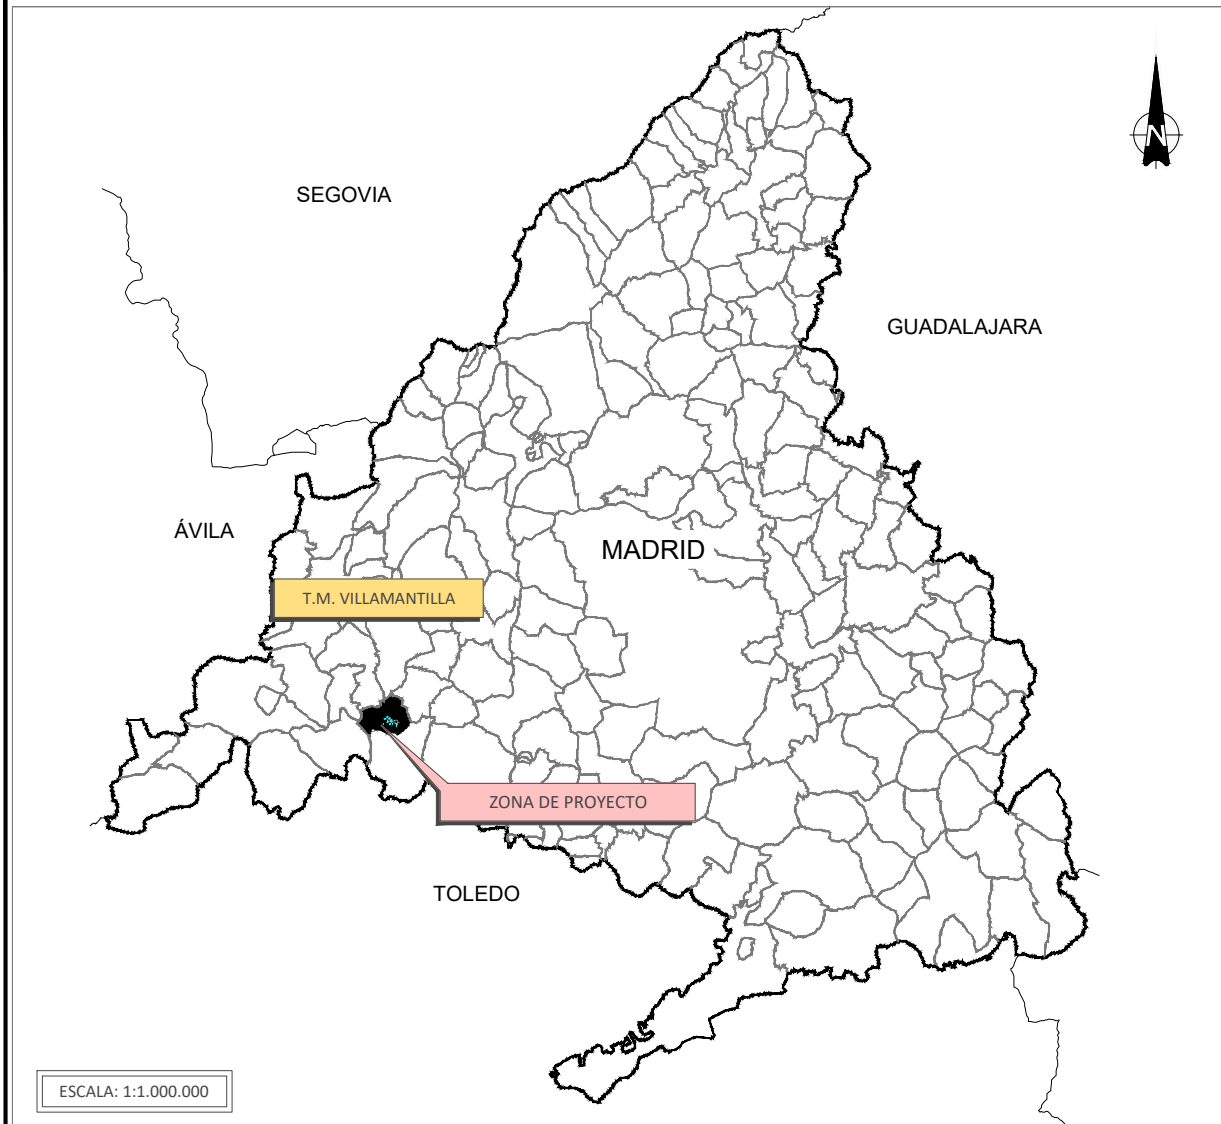 N
SEGOVIA
GUADALAJARA
ÁVILA
MADRID
T.M. VILLAMANTILLA
ZONA DE PROYECTO
TOLEDO
ESCALA: 1:1.000.000